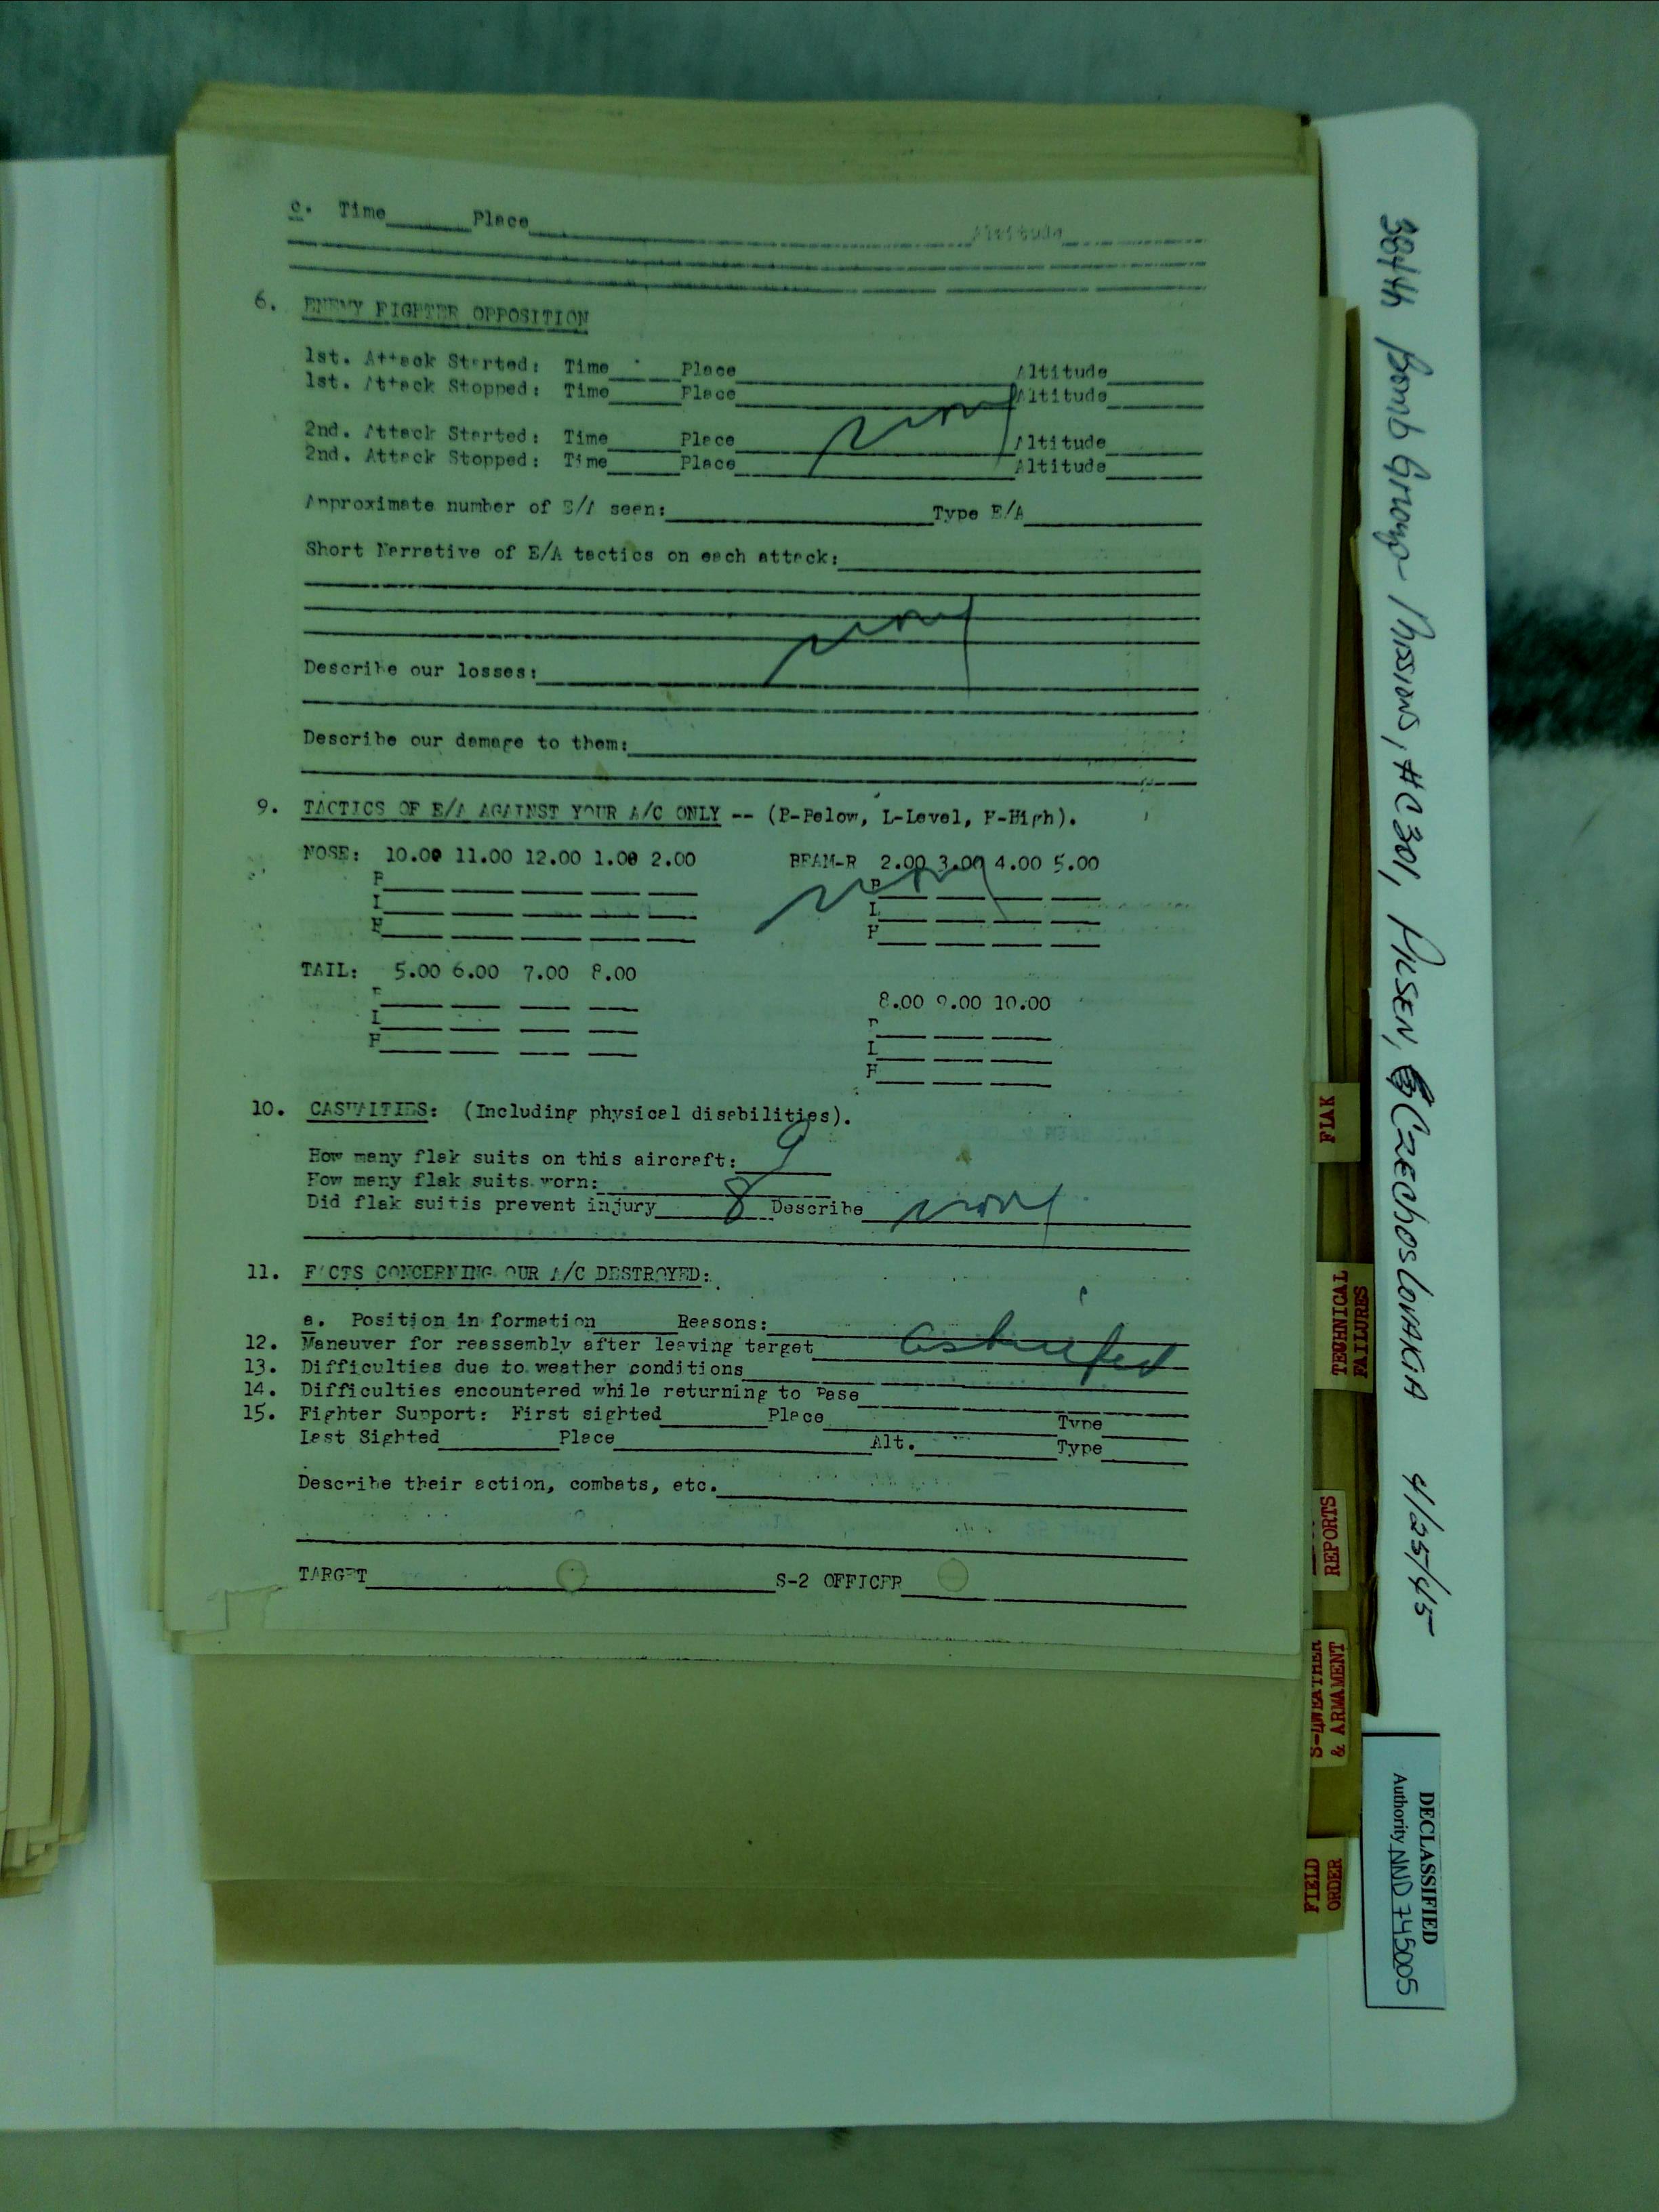 c. Time Place Altitude
6. ENEMY FIGHTER OPPOSITION
1st. Attack Started: Time Place Altitude
1st. Attack Stopped: Time Place Altitude
none
2nd. Attack Started: Time Place Altitude
2nd. Attack Stopped: Time Place Altitude
Approximate number of E/A seen: Type E/A
Short Narrative of E/A tactics on each attack:
none
Describe our losses:
Describe our damage to them:
9. TACTICS OF E/A AGAINST YOUR A/C ONLY -- (B-Below, L-Level, H-High).
NOSE: 10.00 11.00 12.00 1.00 2.00 BEAM-R 2.00 3.00 4.00 5.00
B B
none
L L
H H
TAIL: 5.00 6.00 7.00 8.00
8.00 9.00 10.00
B B
L L
H H
10. CASUALTIES: (Including physical disabilities).
How many flak suits on this aircraft: 9
How many flak suits worn: 8
Did flak suitis prevent injury Describe none
11. FACTS CONCERNING OUR A/C DESTROYED:
a. Position in formation Reasons:
12. Maneuver for reassembly after leaving target as briefed
13. Difficulties due to weather conditions
14. Difficulties encountered while returning to Base
15. Fighter Support: First sighted Place Type
Last Sighted Place Alt. Type
Describe their action, combats, etc.
TARGET S-2 OFFICER
384th Bomb Group Missions, #C301, PILSEN, CZEChOSlOVAKIA 4/25/45
FLAK
TECHNICAL
FAILURES
REPORTS
S-4WEATHER
& ARMAMENT
FIELD
ORDER
DECLASSIFIED
Authority NND 745005